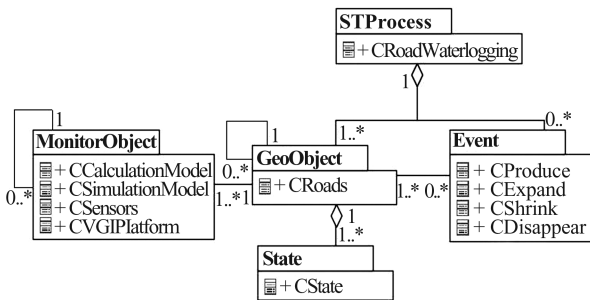 STProcess
+ CRoadWaterlogging
1
1
0..*
1..*
MonitorObject
+ CCalculationModel
+ CSimulationModel
+ CSensors
+ CVGIPlatform
0..*
1..*
1
1
0..*
GeoObject
+ CRoads
1..*
0..*
Event
+ CProduce
+ CExpand
+ CShrink
+ CDisappear
1
1..*
State
+ CState